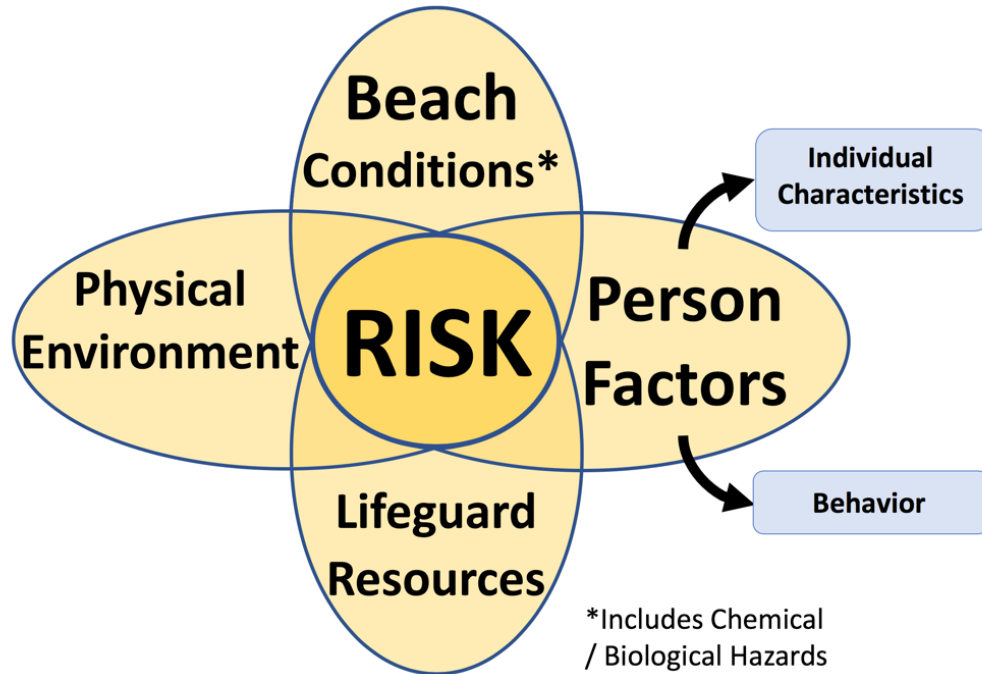 Beach
Conditions*
Individual
Characteristics
Physical
Environment
RISK
Person
Factors
Lifeguard
Resources
Behavior
*Includes Chemical
/ Biological Hazards